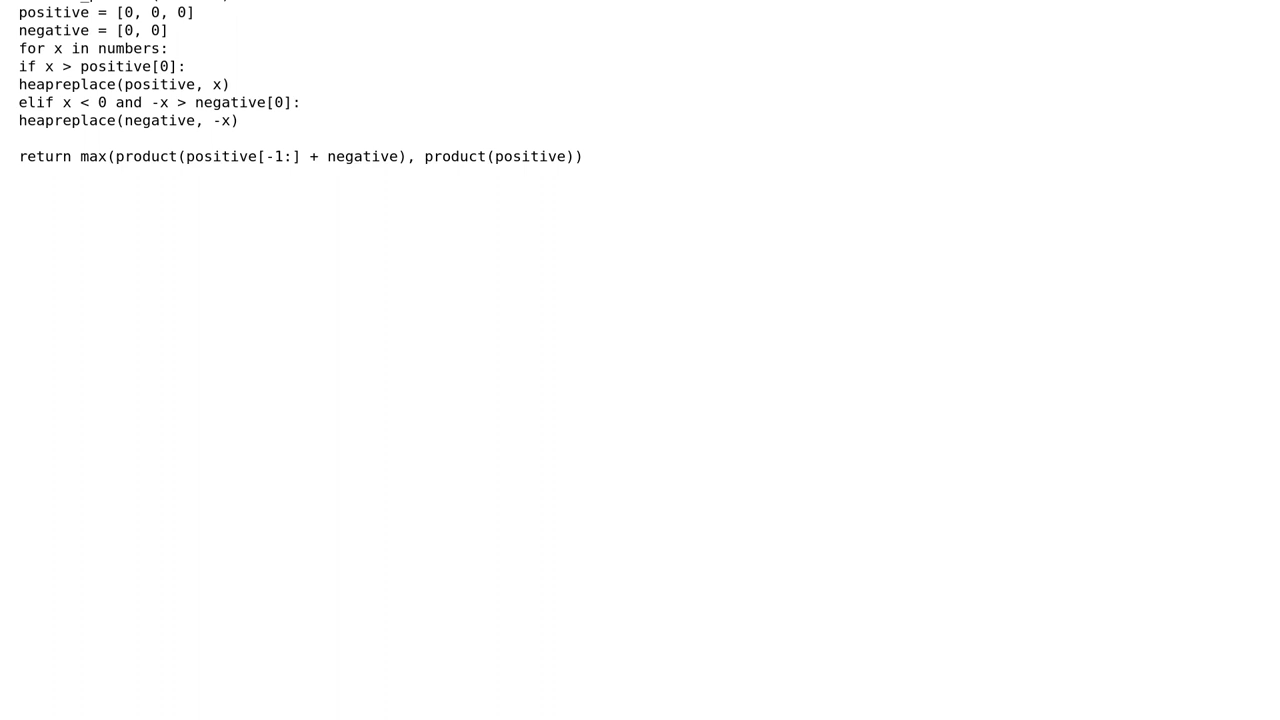 positive = [0, 0, 0]
negative = [0, 0]
for x in numbers:
if x > positive[0]:
heapreplace(positive, x)
elif x < 0 and -x > negative[0]:
heapreplace(negative, -x)

return max(product(positive[-1:] + negative), product(positive))